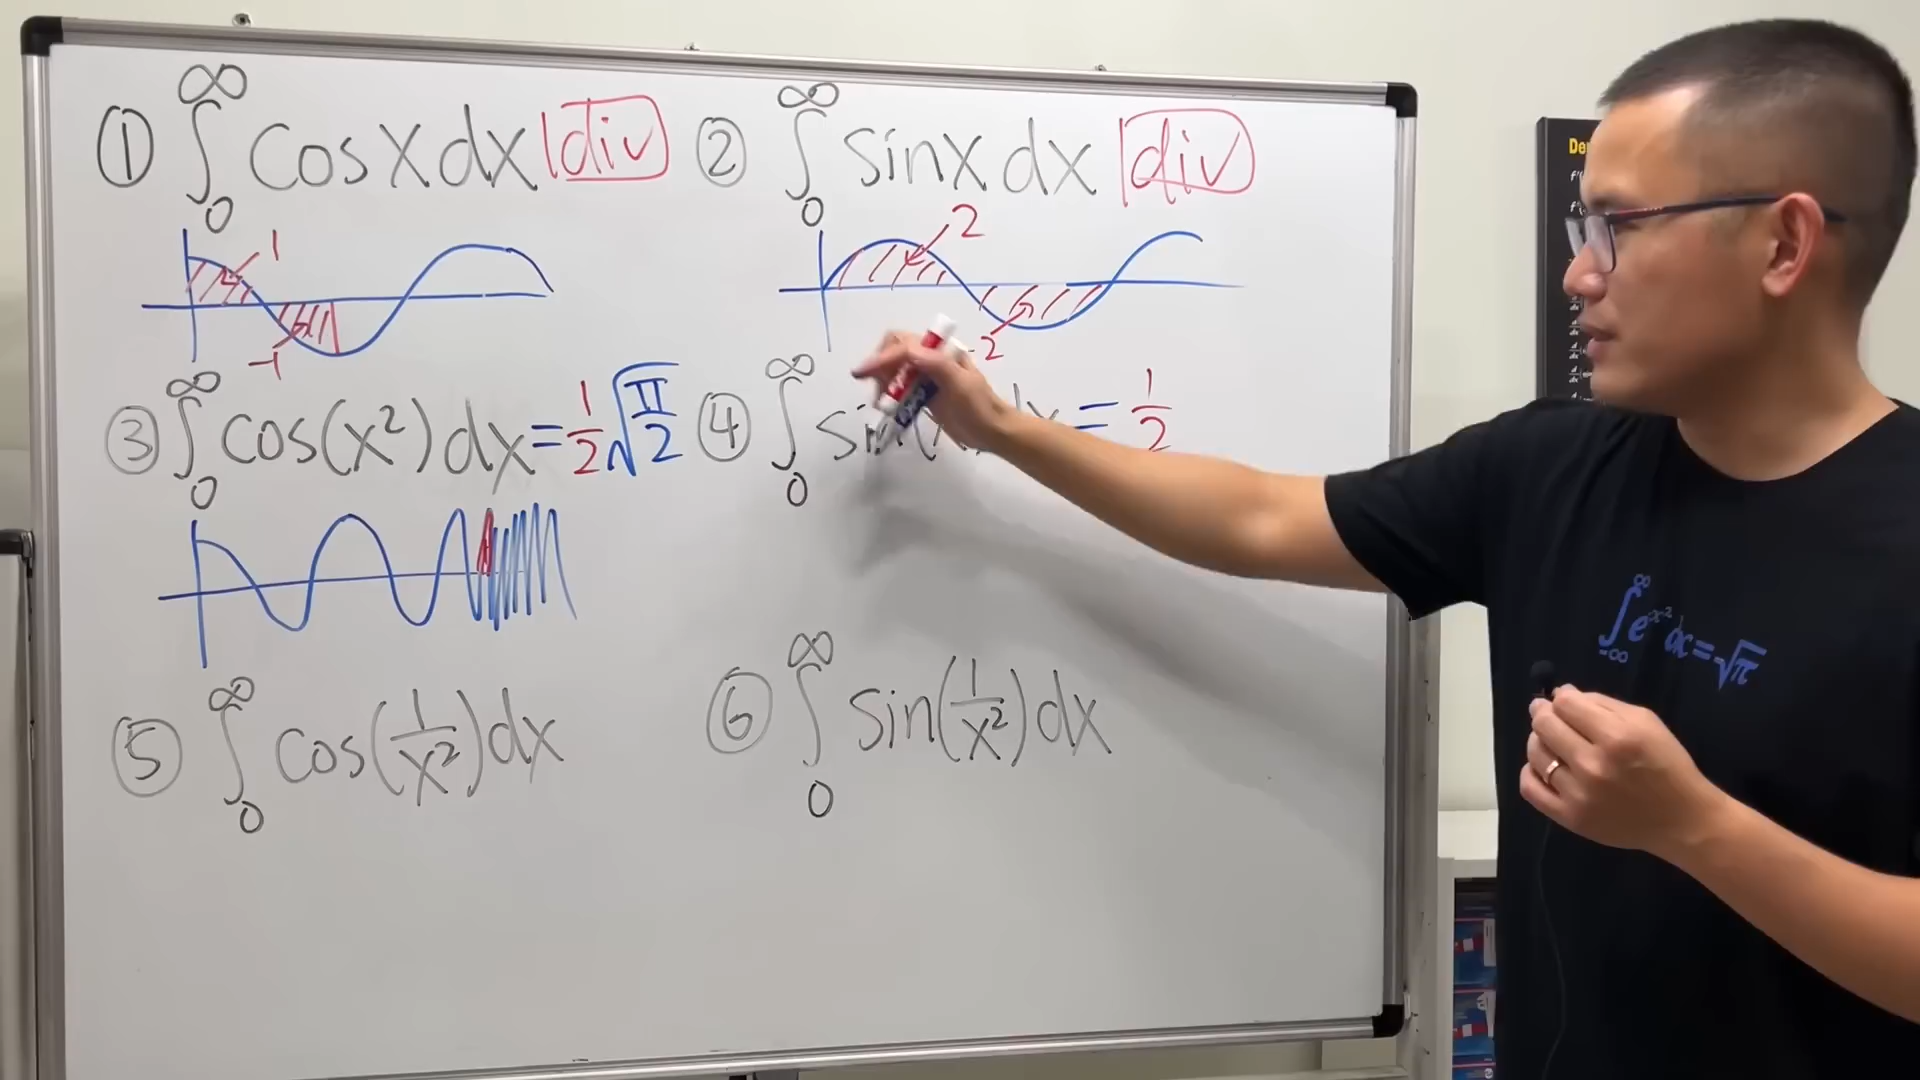 ① ∫₀^∞ cos x dx div
1
-1
② ∫₀^∞ sin x dx div
2
-2
③ ∫₀^∞ cos(x²) dx = 1/2 √(π/2)
④ ∫₀^∞ sin( dx = 1/2
⑤ ∫₀^∞ cos(1/x²) dx
⑥ ∫₀^∞ sin(1/x²) dx
∫_{-∞}^∞ e^{-x²} dx = √π